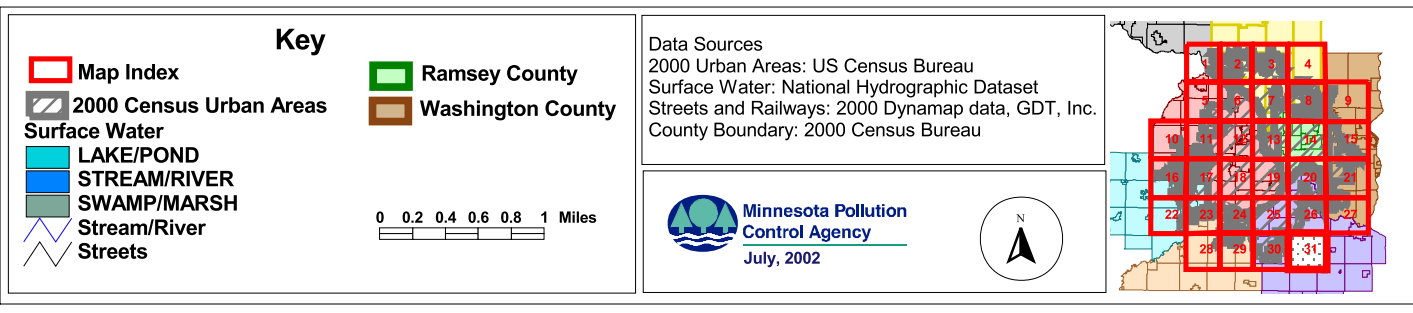 Key
Map Index
2000 Census Urban Areas
Surface Water
LAKE/POND
STREAM/RIVER
SWAMP/MARSH
Stream/River
Streets
Ramsey County
Washington County
0 0.2 0.4 0.6 0.8 1 Miles
Data Sources
2000 Urban Areas: US Census Bureau
Surface Water: National Hydrographic Dataset
Streets and Railways: 2000 Dynamap data, GDT, Inc.
County Boundary: 2000 Census Bureau
Minnesota Pollution
Control Agency
July, 2002
N
1 2 3 4
5 6 7 8 9
10 11 12 13 14 15
16 17 18 19 20 21
22 23 24 25 26 27
28 29 30 31